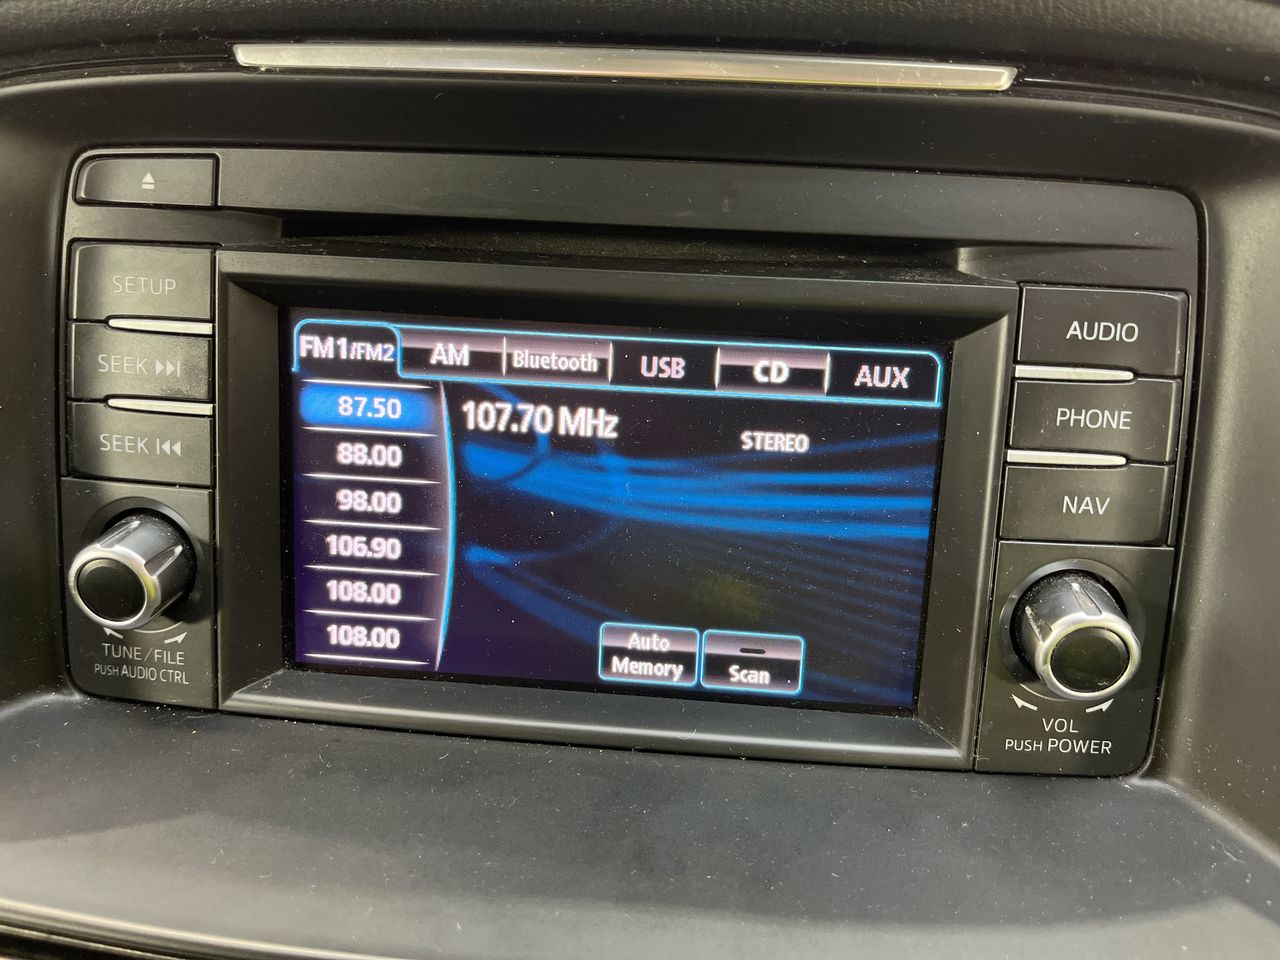 SETUP
SEEK
SEEK
TUNE/FILE
PUSH AUDIO CTRL
FM1/FM2 AM Bluetooth USB CD AUX
87.50
88.00
98.00
106.90
108.00
108.00
107.70 MHz
STEREO
Auto
Memory
Scan
AUDIO
PHONE
NAV
VOL
PUSH POWER